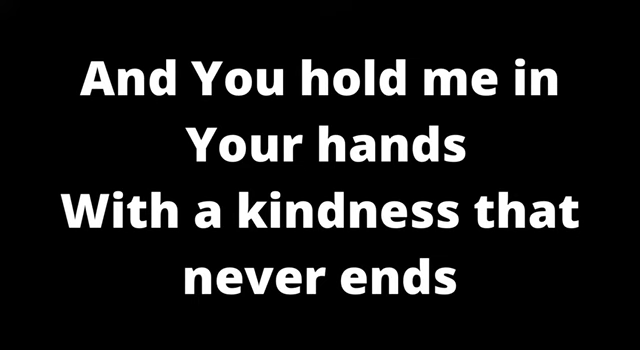 And You hold me in
Your hands
With a kindness that
never ends